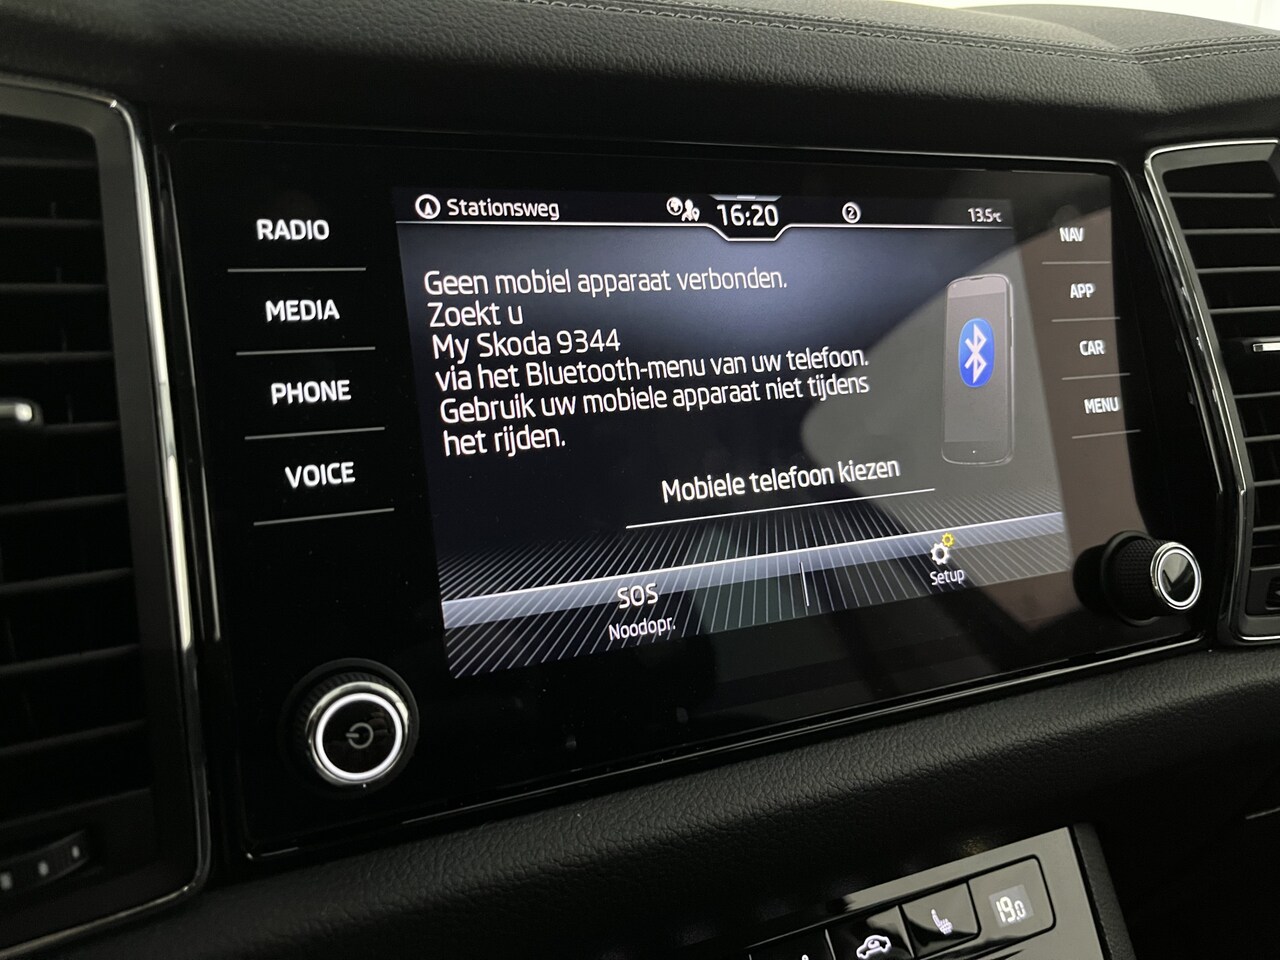 Stationsweg
16:20
2
13.5°C
RADIO
MEDIA
PHONE
VOICE
NAV
APP
CAR
MENU
Geen mobiel apparaat verbonden.
Zoekt u
My Skoda 9344
via het Bluetooth-menu van uw telefoon.
Gebruik uw mobiele apparaat niet tijdens
het rijden.
Mobiele telefoon kiezen
SOS
Noodopr.
Setup
19.0